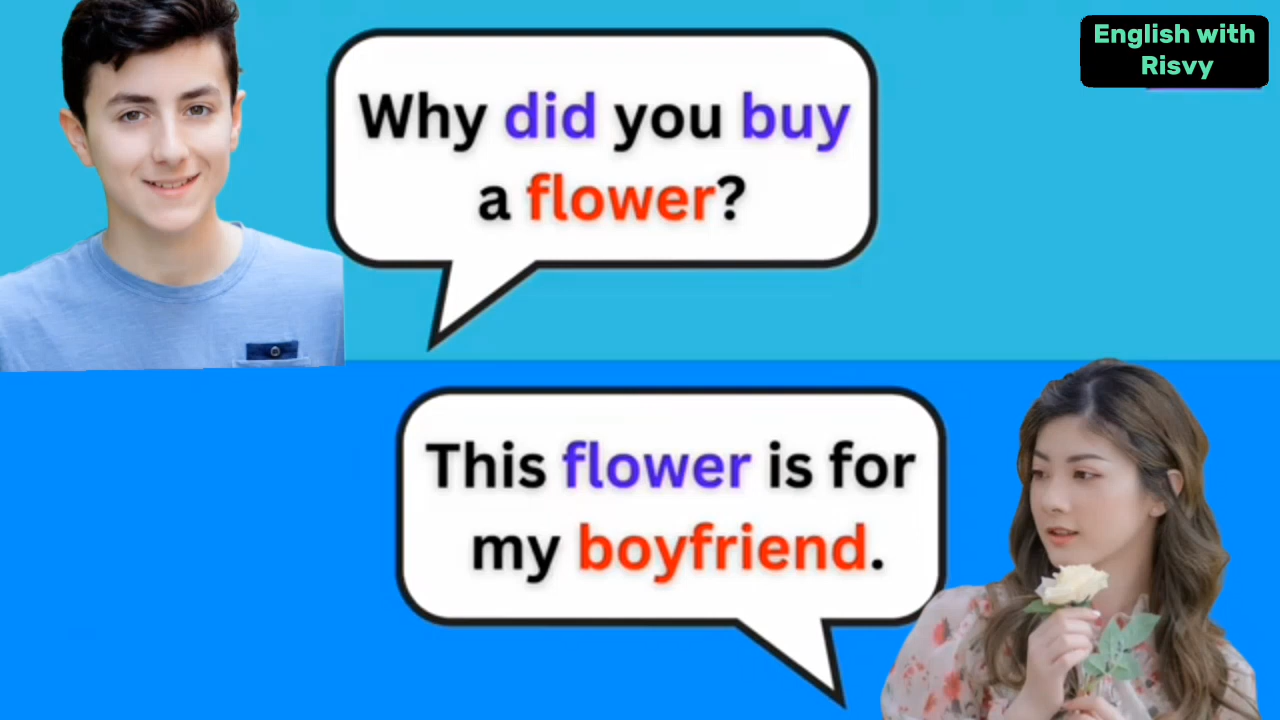 English with
Risvy
Why did you buy
a flower?
This flower is for
my boyfriend.